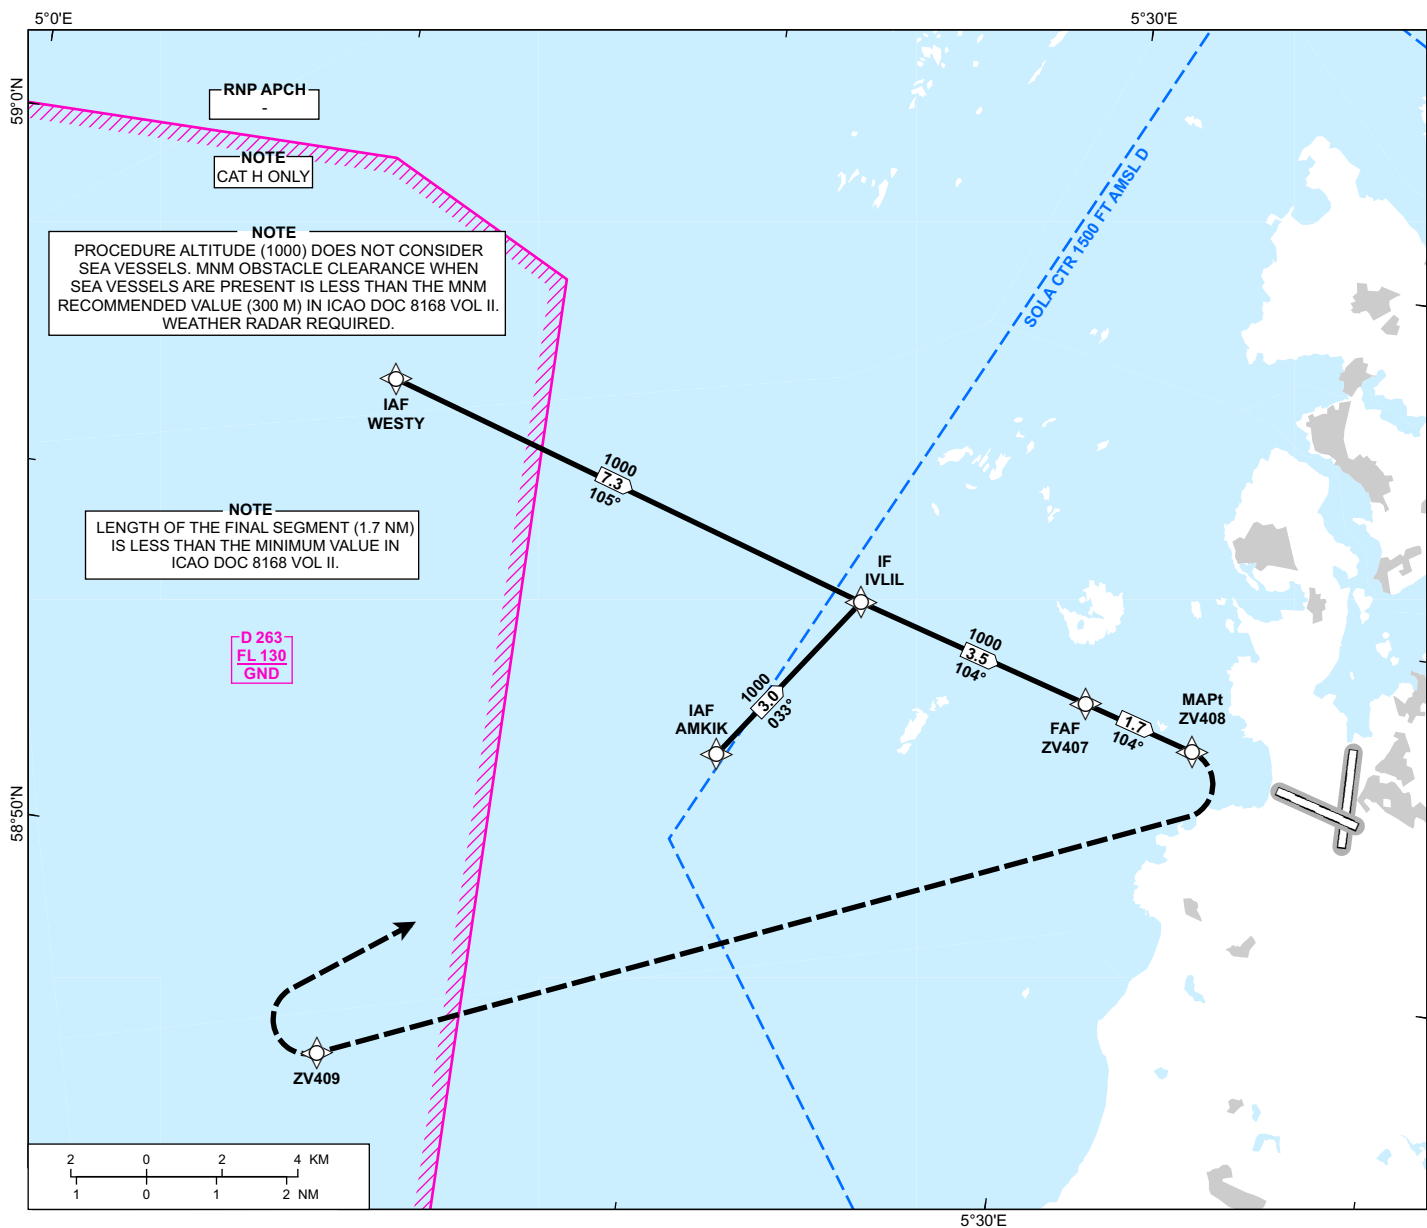 5°0'E
5°30'E
59°0'N
RNP APCH
-
NOTE
CAT H ONLY
NOTE
PROCEDURE ALTITUDE (1000) DOES NOT CONSIDER
SEA VESSELS. MNM OBSTACLE CLEARANCE WHEN
SEA VESSELS ARE PRESENT IS LESS THAN THE MNM
RECOMMENDED VALUE (300 M) IN ICAO DOC 8168 VOL II.
WEATHER RADAR REQUIRED.
SOLA CTR 1500 FT AMSL D
IAF
WESTY
1000
7.3
105°
NOTE
LENGTH OF THE FINAL SEGMENT (1.7 NM)
IS LESS THAN THE MINIMUM VALUE IN
ICAO DOC 8168 VOL II.
IF
IVLIL
D 263
FL 130
GND
1000
3.5
104°
1000
3.0
033°
IAF
AMKIK
FAF
ZV407
1.7
104°
MAPt
ZV408
58°50'N
ZV409
2 0 2 4 KM
1 0 1 2 NM
5°30'E